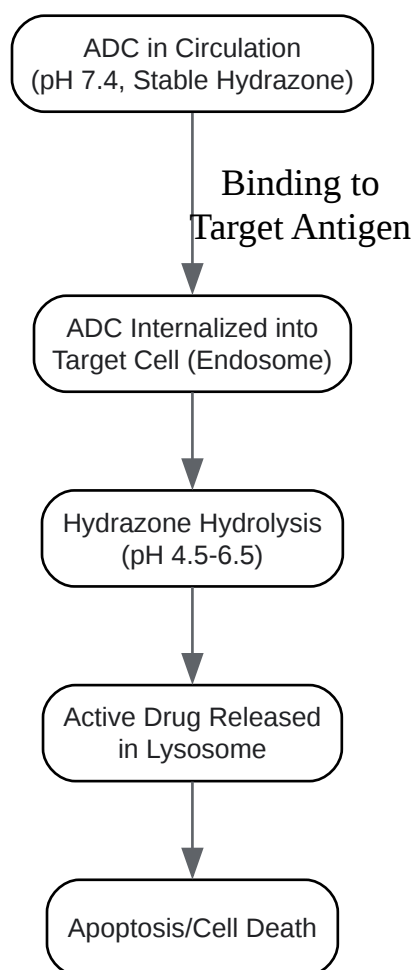 ADC in Circulation
(pH 7.4, Stable Hydrazone)
Binding to
Target Antigen
ADC Internalized into
Target Cell (Endosome)
Hydrazone Hydrolysis
(pH 4.5-6.5)
Active Drug Released
in Lysosome
Apoptosis/Cell Death